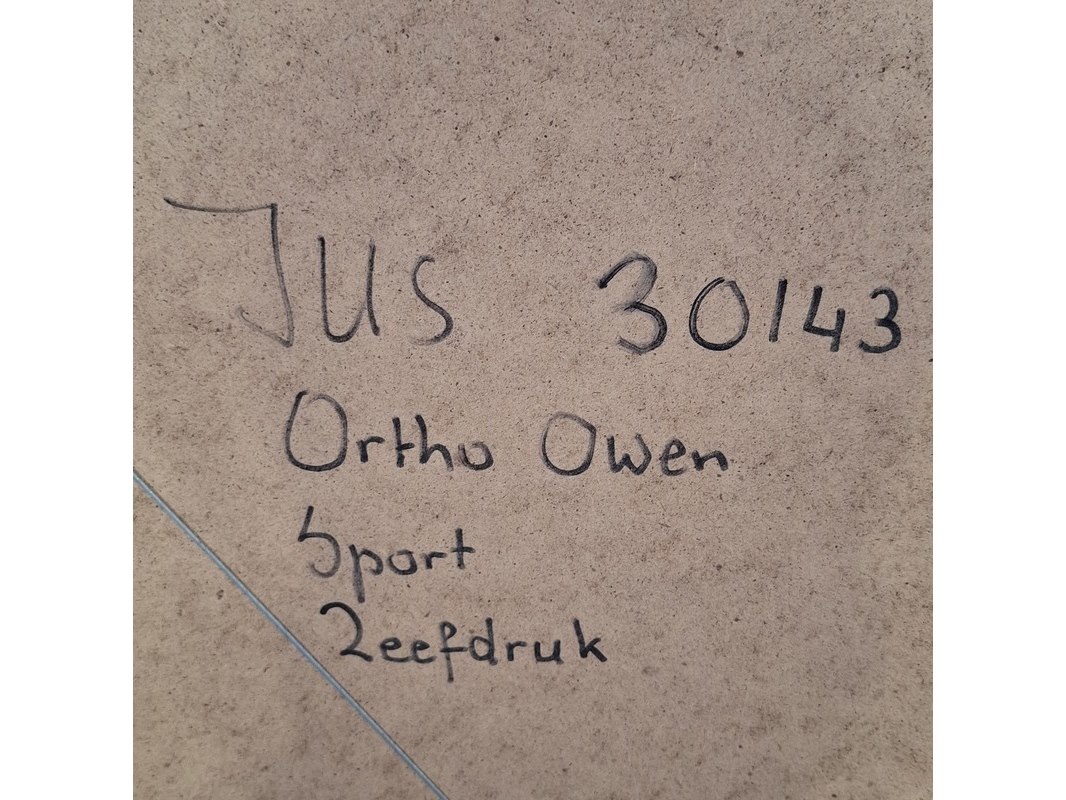 Jus 30143
Ortho Owen
Sport
Zeefdruk